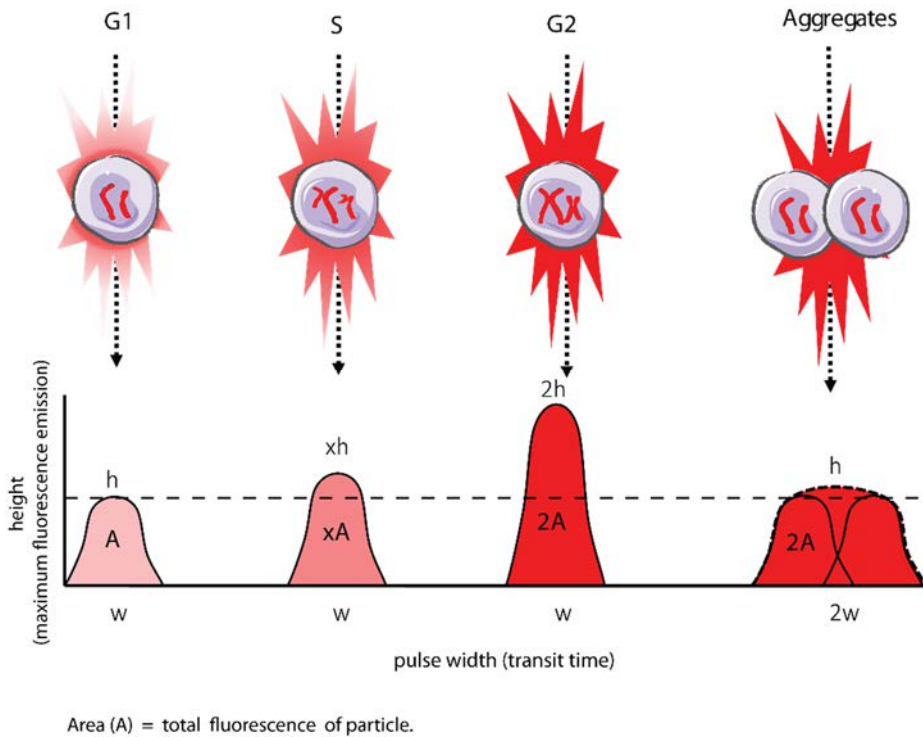 G1 S G2 Aggregates
height
(maximum fluorescence emission)
h xh 2h h
A xA 2A 2A
w w w 2w
pulse width (transit time)
Area (A) = total fluorescence of particle.